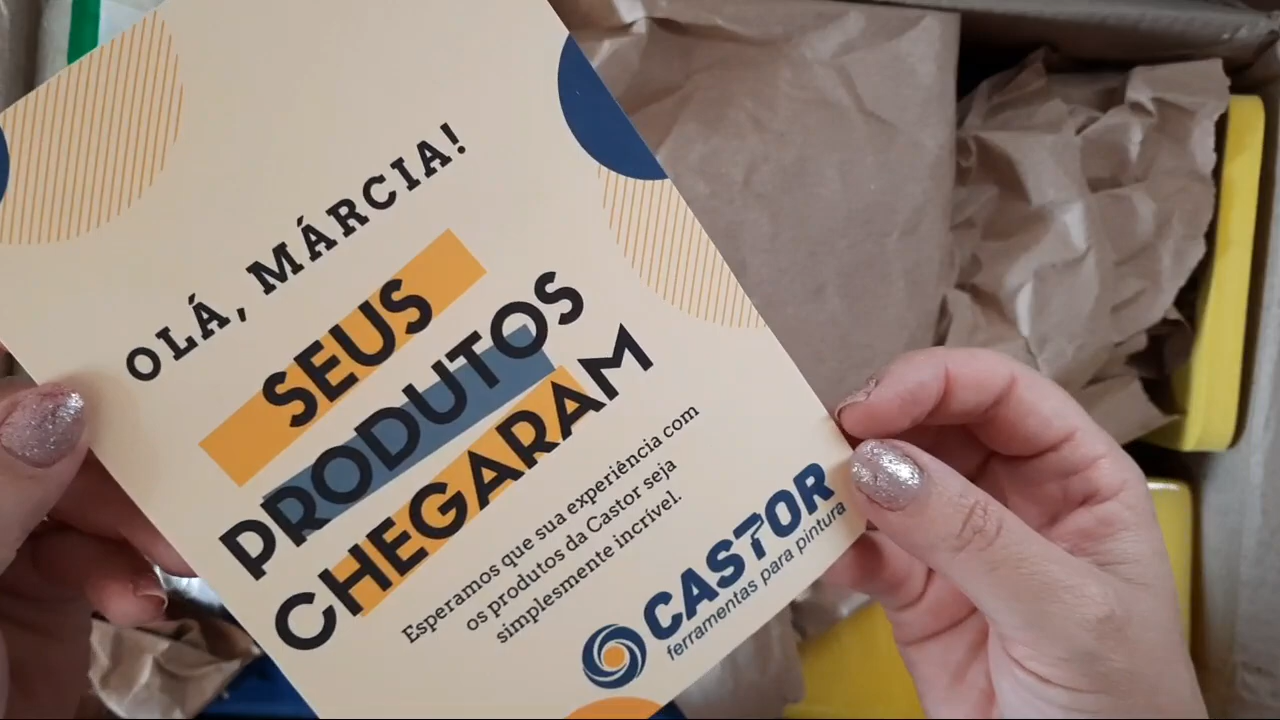 OLÁ, MÁRCIA!
SEUS
PRODUTOS
CHEGARAM
Esperamos que sua experiência com
os produtos da Castor seja
simplesmente incrível.
CASTOR
ferramentas para pintura